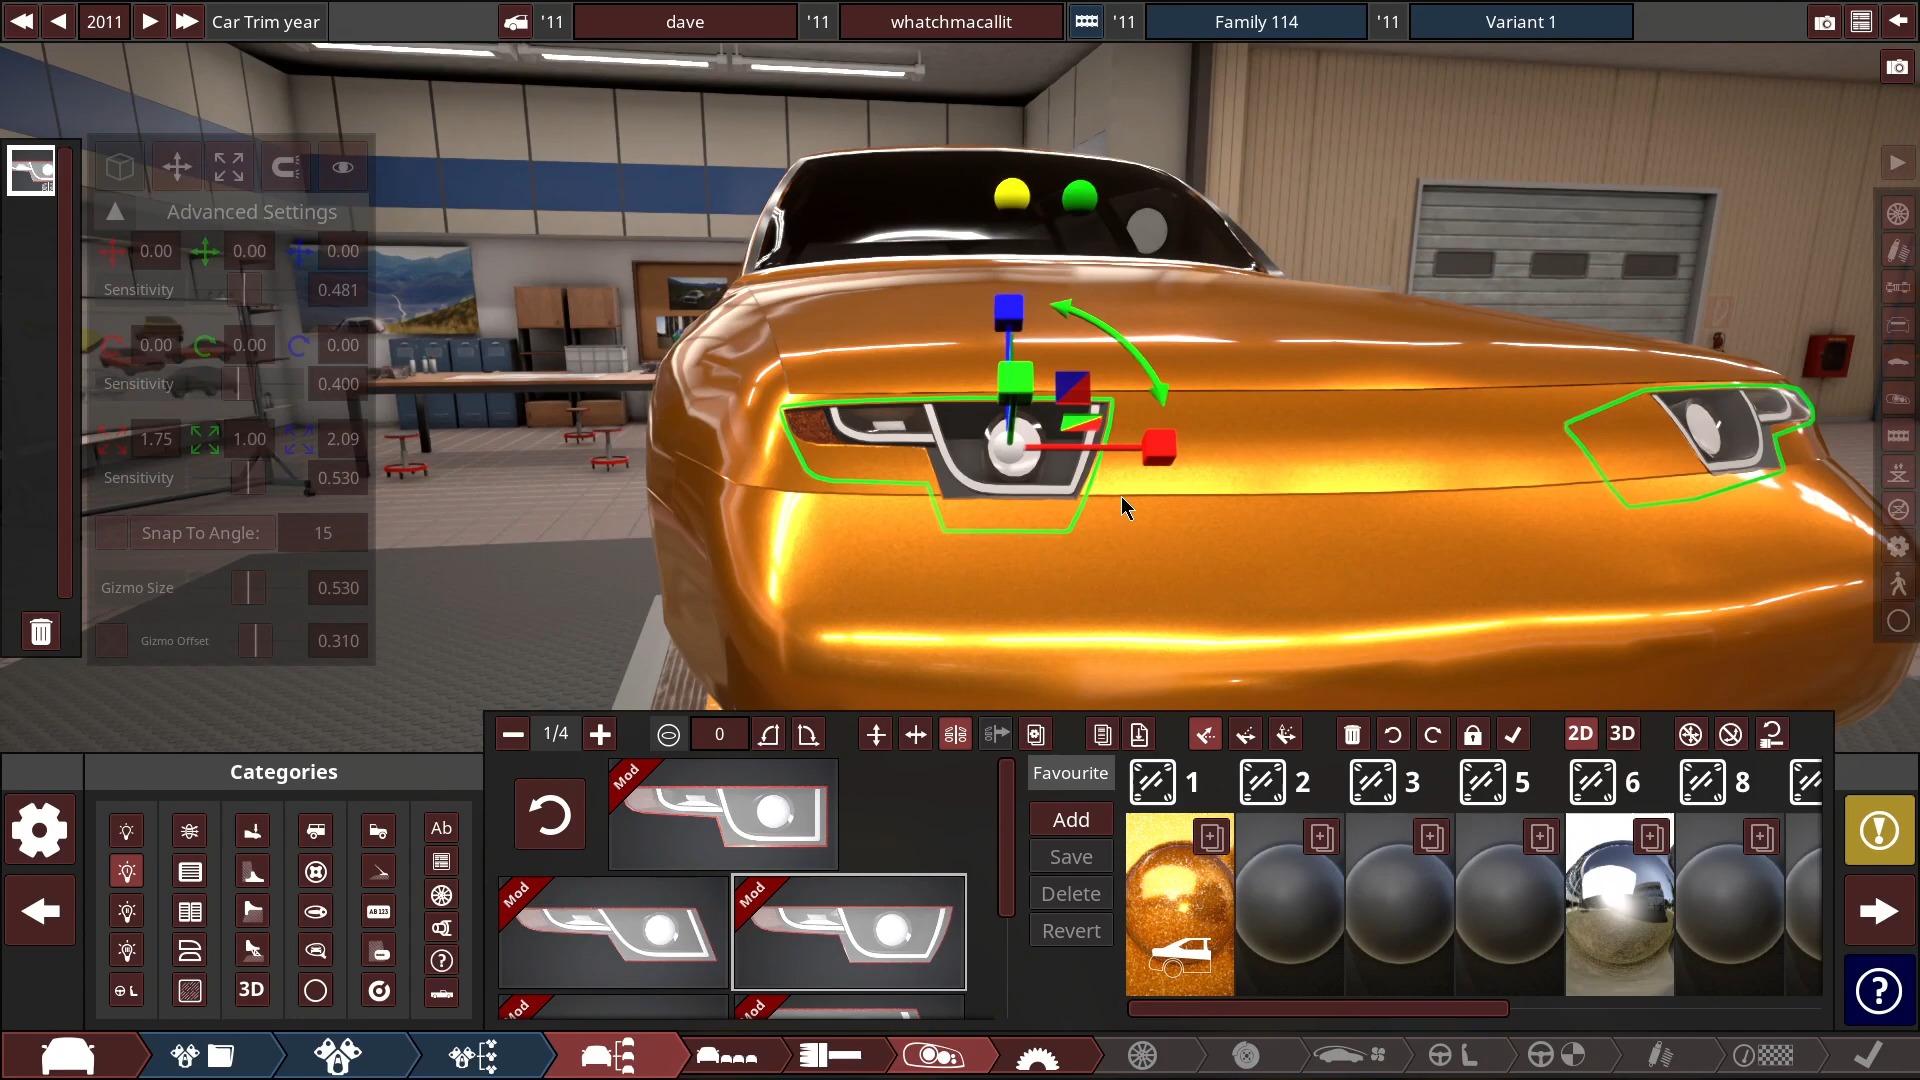 2011 Car Trim year '11 dave '11 whatchmacallit '11 Family 114 '11 Variant 1
Advanced Settings
0.00 0.00 0.00
Sensitivity 0.481
0.00 0.00 0.00
Sensitivity 0.400
1.75 1.00 2.09
Sensitivity 0.530
Snap To Angle: 15
Gizmo Size 0.530
Gizmo Offset 0.310
1/4 0 2D 3D
Categories
Ab
AB 123
3D
Mod
Mod
Mod
Mod
Mod
Favourite
Add
Save
Delete
Revert
1 2 3 5 6 8